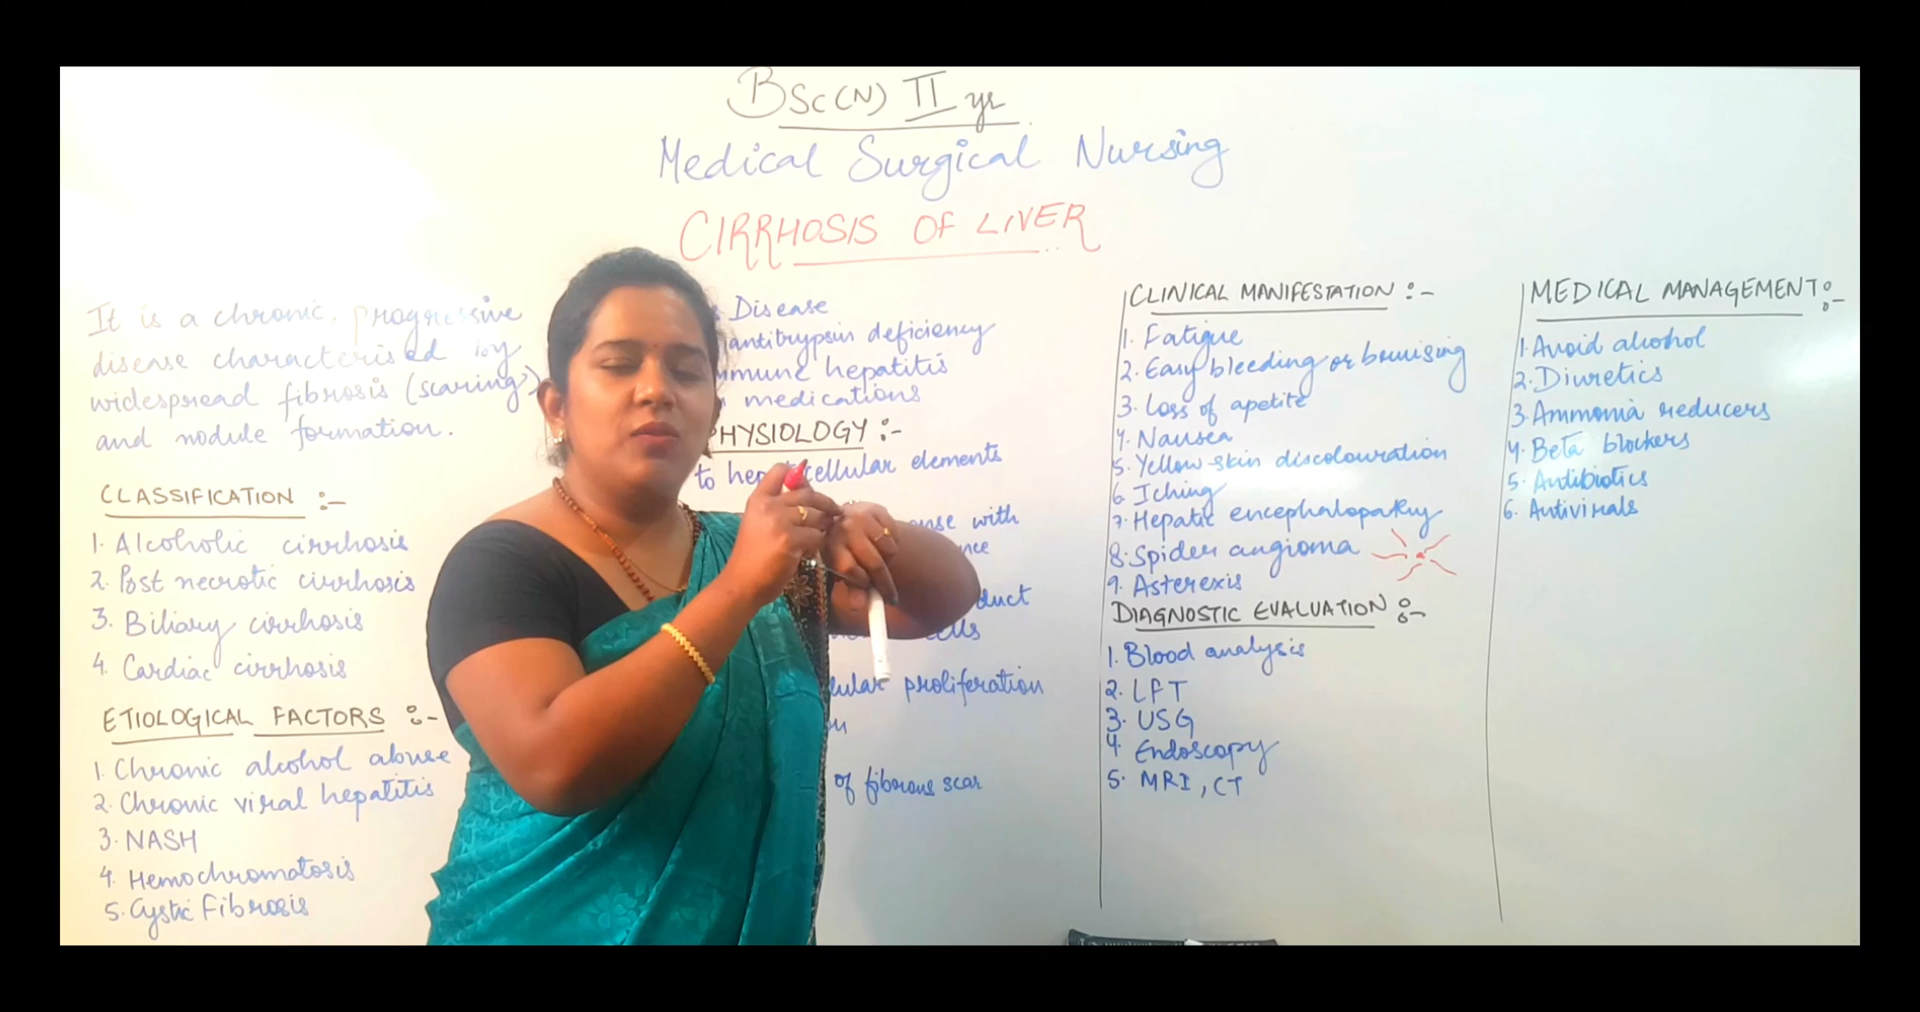 BSc(N) II yr
Medical Surgical Nursing
CIRRHOSIS OF LIVER
It is a chronic, progressive
disease characterised by
widespread fibrosis (scaring)
and nodule formation.
CLASSIFICATION :-
1. Alcoholic cirrhosis
2. Post necrotic cirrhosis
3. Biliary cirrhosis
4. Cardiac cirrhosis
ETIOLOGICAL FACTORS :-
1. Chronic alcohol abuse
2. Chronic viral hepatitis
3. NASH
4. Hemochromatosis
5. Cystic Fibrosis
Disease
antitrypsin deficiency
hepatitis
medications
HYSIOLOGY :-
to hepatocellular elements
with
duct
proliferation
of fiborous scar
CLINICAL MANIFESTATION :-
1. Fatigue
2. Easy bleeding or bruising
3. Loss of apetite
4. Nausea
5. Yellow skin discolouration
6. Iching
7. Hepatic encephalopathy
8. Spider angioma
9. Asterexis
DIAGNOSTIC EVALUATION :-
1. Blood analysis
2. LFT
3. USG
4. Endoscopy
5. MRI, CT
MEDICAL MANAGEMENT :-
1. Avoid alcohol
2. Diuretics
3. Ammonia reducers
4. Beta blockers
5. Antibiotics
6. Antivirals